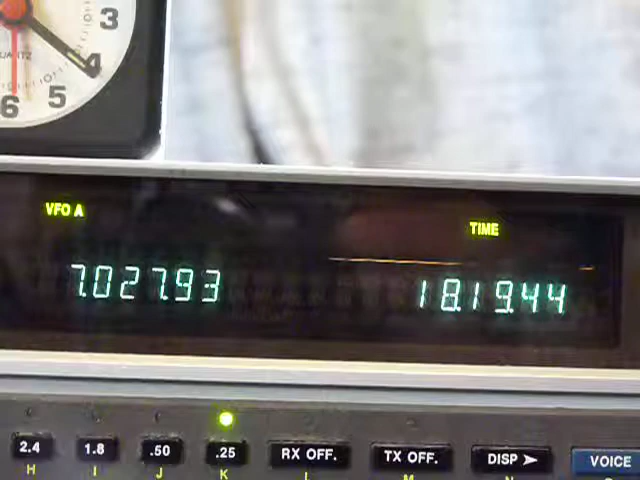 3
4
5
6
VFO A
TIME
7.027.93
18.19.44
2.4
1.8
.50
.25
RX OFF.
TX OFF.
DISP
VOICE
H
I
J
K